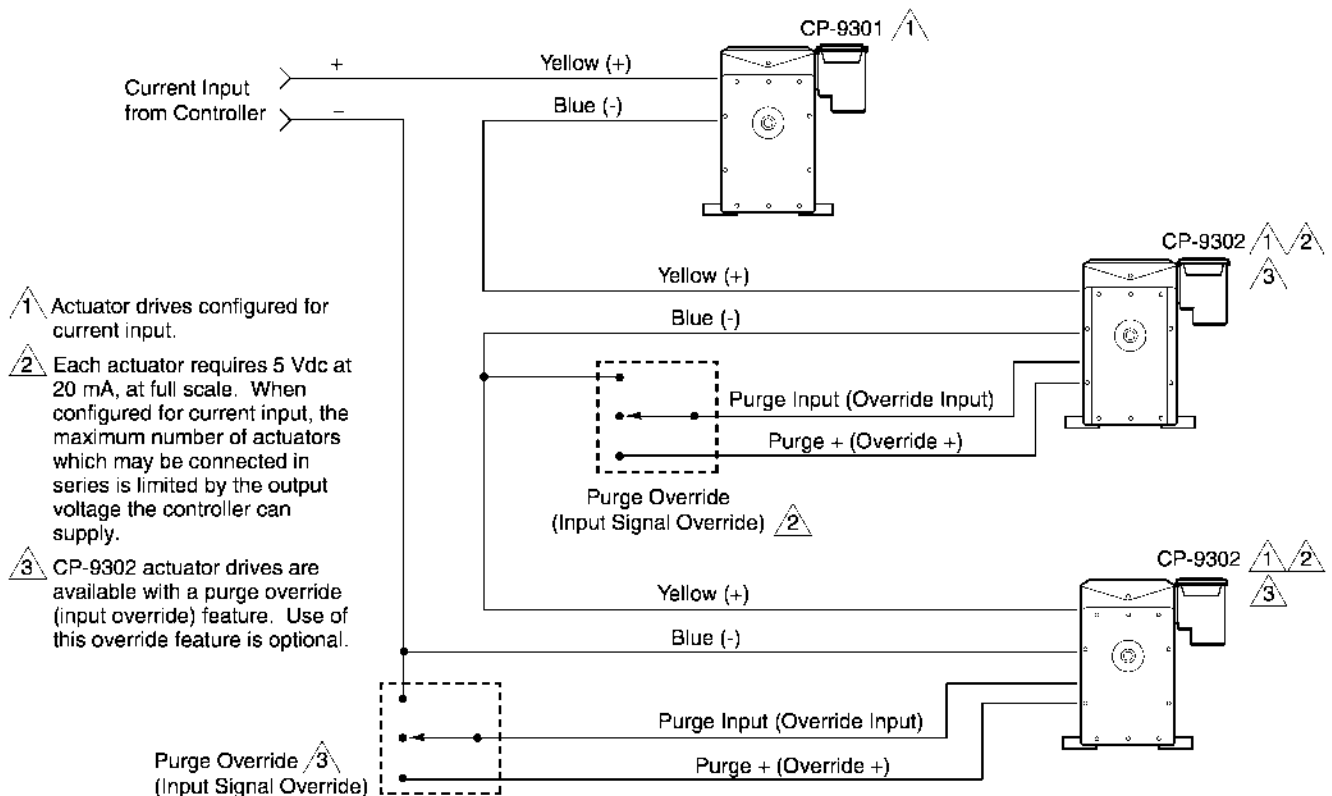 CP-9301 1
+
Yellow (+)
Current Input
from Controller
–
Blue (-)
CP-9302 1 2
3
Yellow (+)
Blue (-)
1 Actuator drives configured for
current input.
2 Each actuator requires 5 Vdc at
20 mA, at full scale. When
configured for current input, the
maximum number of actuators
which may be connected in
series is limited by the output
voltage the controller can
supply.
3 CP-9302 actuator drives are
available with a purge override
(input override) feature. Use of
this override feature is optional.
Purge Input (Override Input)
Purge + (Override +)
Purge Override
(Input Signal Override) 2
CP-9302 1 2
3
Yellow (+)
Blue (-)
Purge Input (Override Input)
Purge + (Override +)
Purge Override 3
(Input Signal Override)